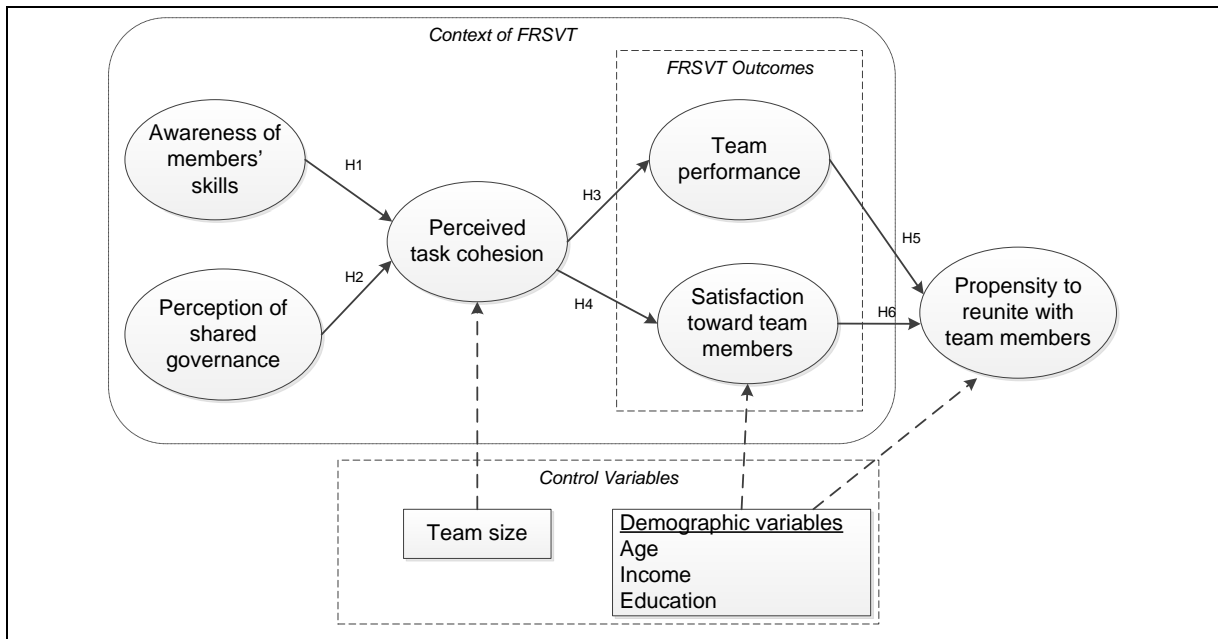 Context of FRSVT
FRSVT Outcomes
Awareness of
members'
skills
H1
Perception of
shared
governance
H2
Perceived
task cohesion
H3
H4
Team
performance
Satisfaction
toward team
members
H5
H6
Propensity to
reunite with
team members
Control Variables
Team size
Demographic variables
Age
Income
Education